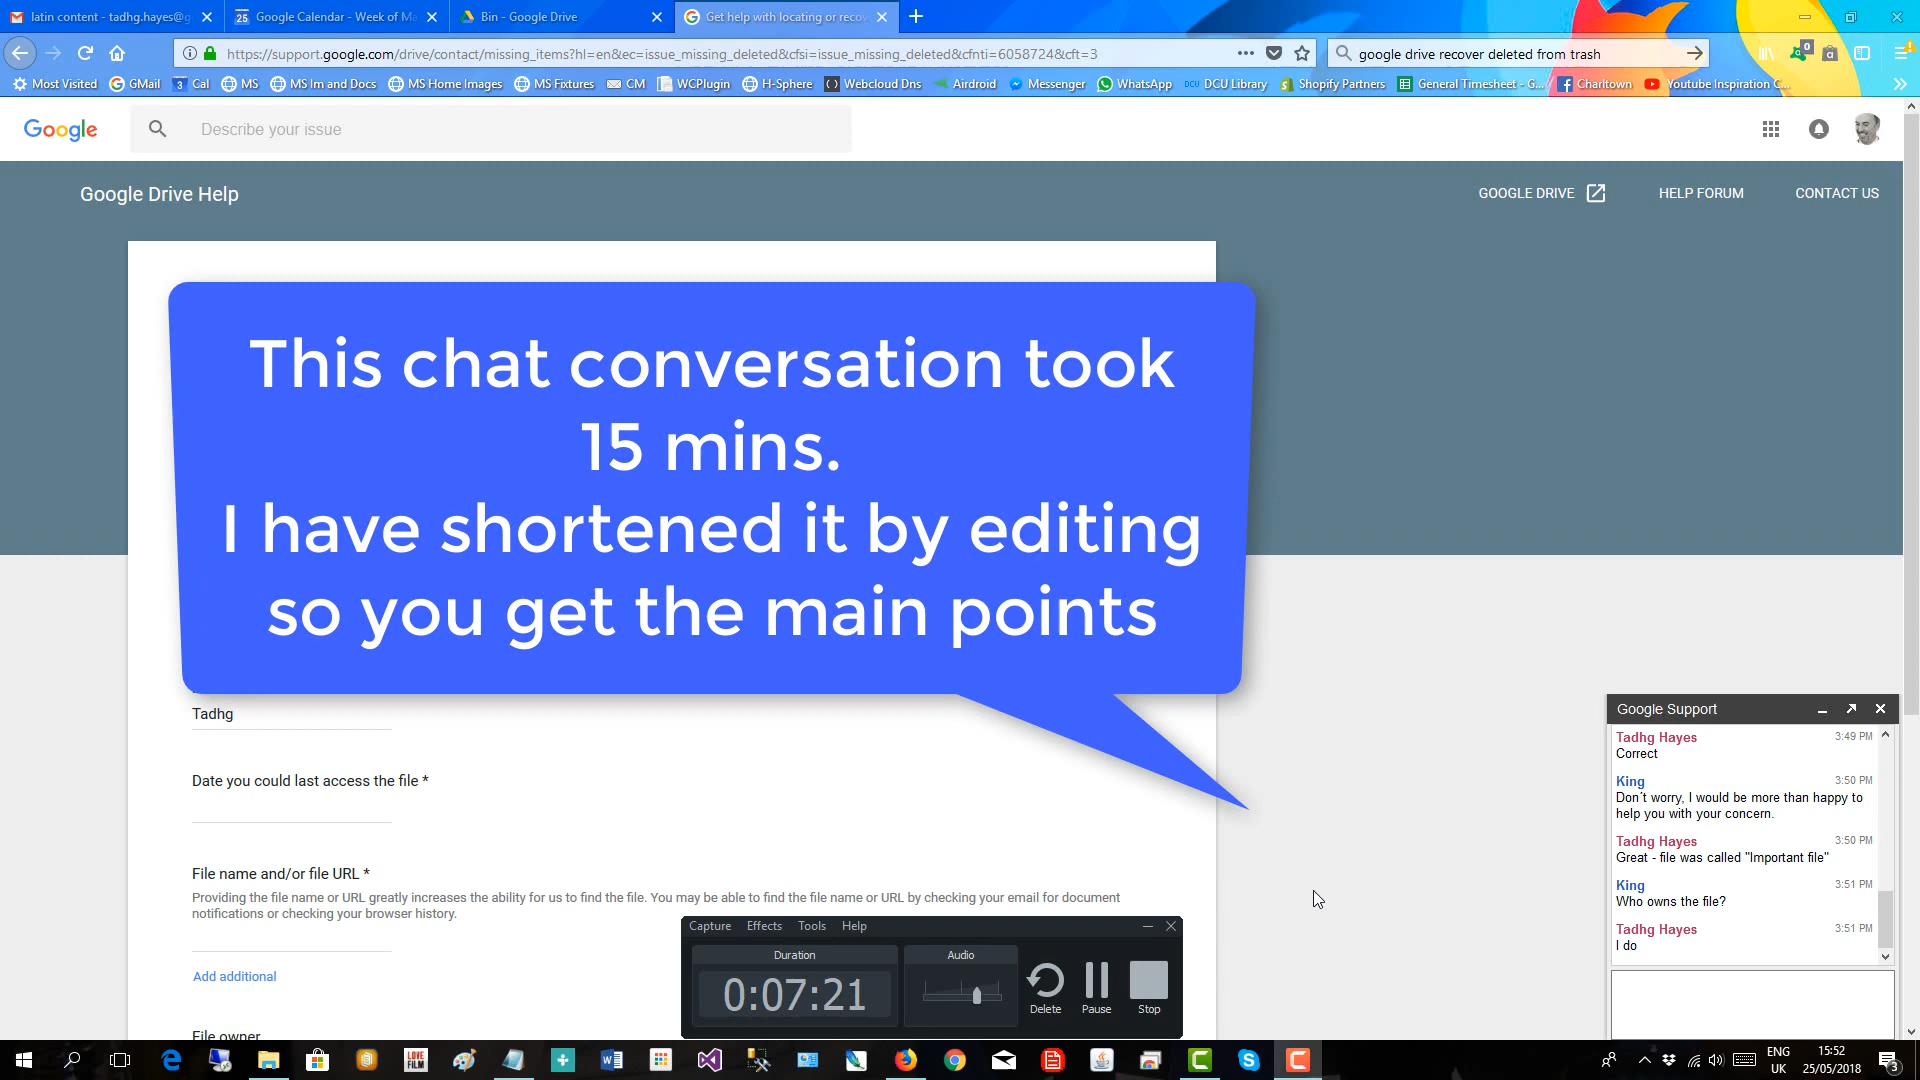 latin content - tadhg.hayes@g
25 Google Calendar - Week of Ma
Bin - Google Drive
Get help with locating or recov
https://support.google.com/drive/contact/missing_items?hl=en&ec=issue_missing_deleted&cfsi=issue_missing_deleted&cfnti=6058724&cft=3
google drive recover deleted from trash
0
Most Visited
GMail
3 Cal
MS
MS Im and Docs
MS Home Images
MS Fixtures
CM
WCPlugin
H-Sphere
Webcloud Dns
Airdroid
Messenger
WhatsApp
DCU DCU Library
Shopify Partners
General Timesheet - G...
Charltown
Youtube Inspiration C...
Google
Describe your issue
Google Drive Help
GOOGLE DRIVE
HELP FORUM
CONTACT US
This chat conversation took
15 mins.
I have shortened it by editing
so you get the main points
Tadhg
Date you could last access the file *
File name and/or file URL *
Providing the file name or URL greatly increases the ability for us to find the file. You may be able to find the file name or URL by checking your email for document
notifications or checking your browser history.
Add additional
File owner
Capture Effects Tools Help
Duration
0:07:21
Audio
Delete
Pause
Stop
Google Support
Tadhg Hayes 3:49 PM
Correct
King 3:50 PM
Don't worry, I would be more than happy to
help you with your concern.
Tadhg Hayes 3:50 PM
Great - file was called "Important file"
King 3:51 PM
Who owns the file?
Tadhg Hayes 3:51 PM
I do
LOVE
FILM
ENG
UK
15:52
25/05/2018
3